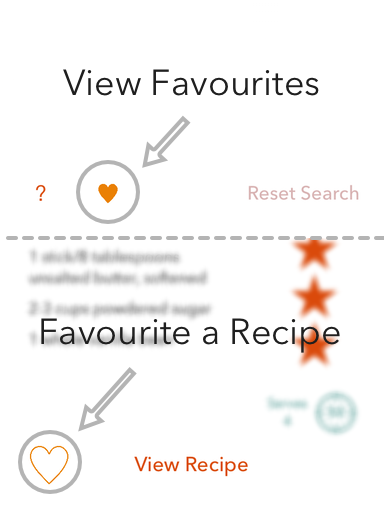 View Favourites
? Reset Search
1 stick/8 tablespoons
unsalted butter, softened
2-3 cups powdered sugar
Favourite a Recipe
Serves
View Recipe